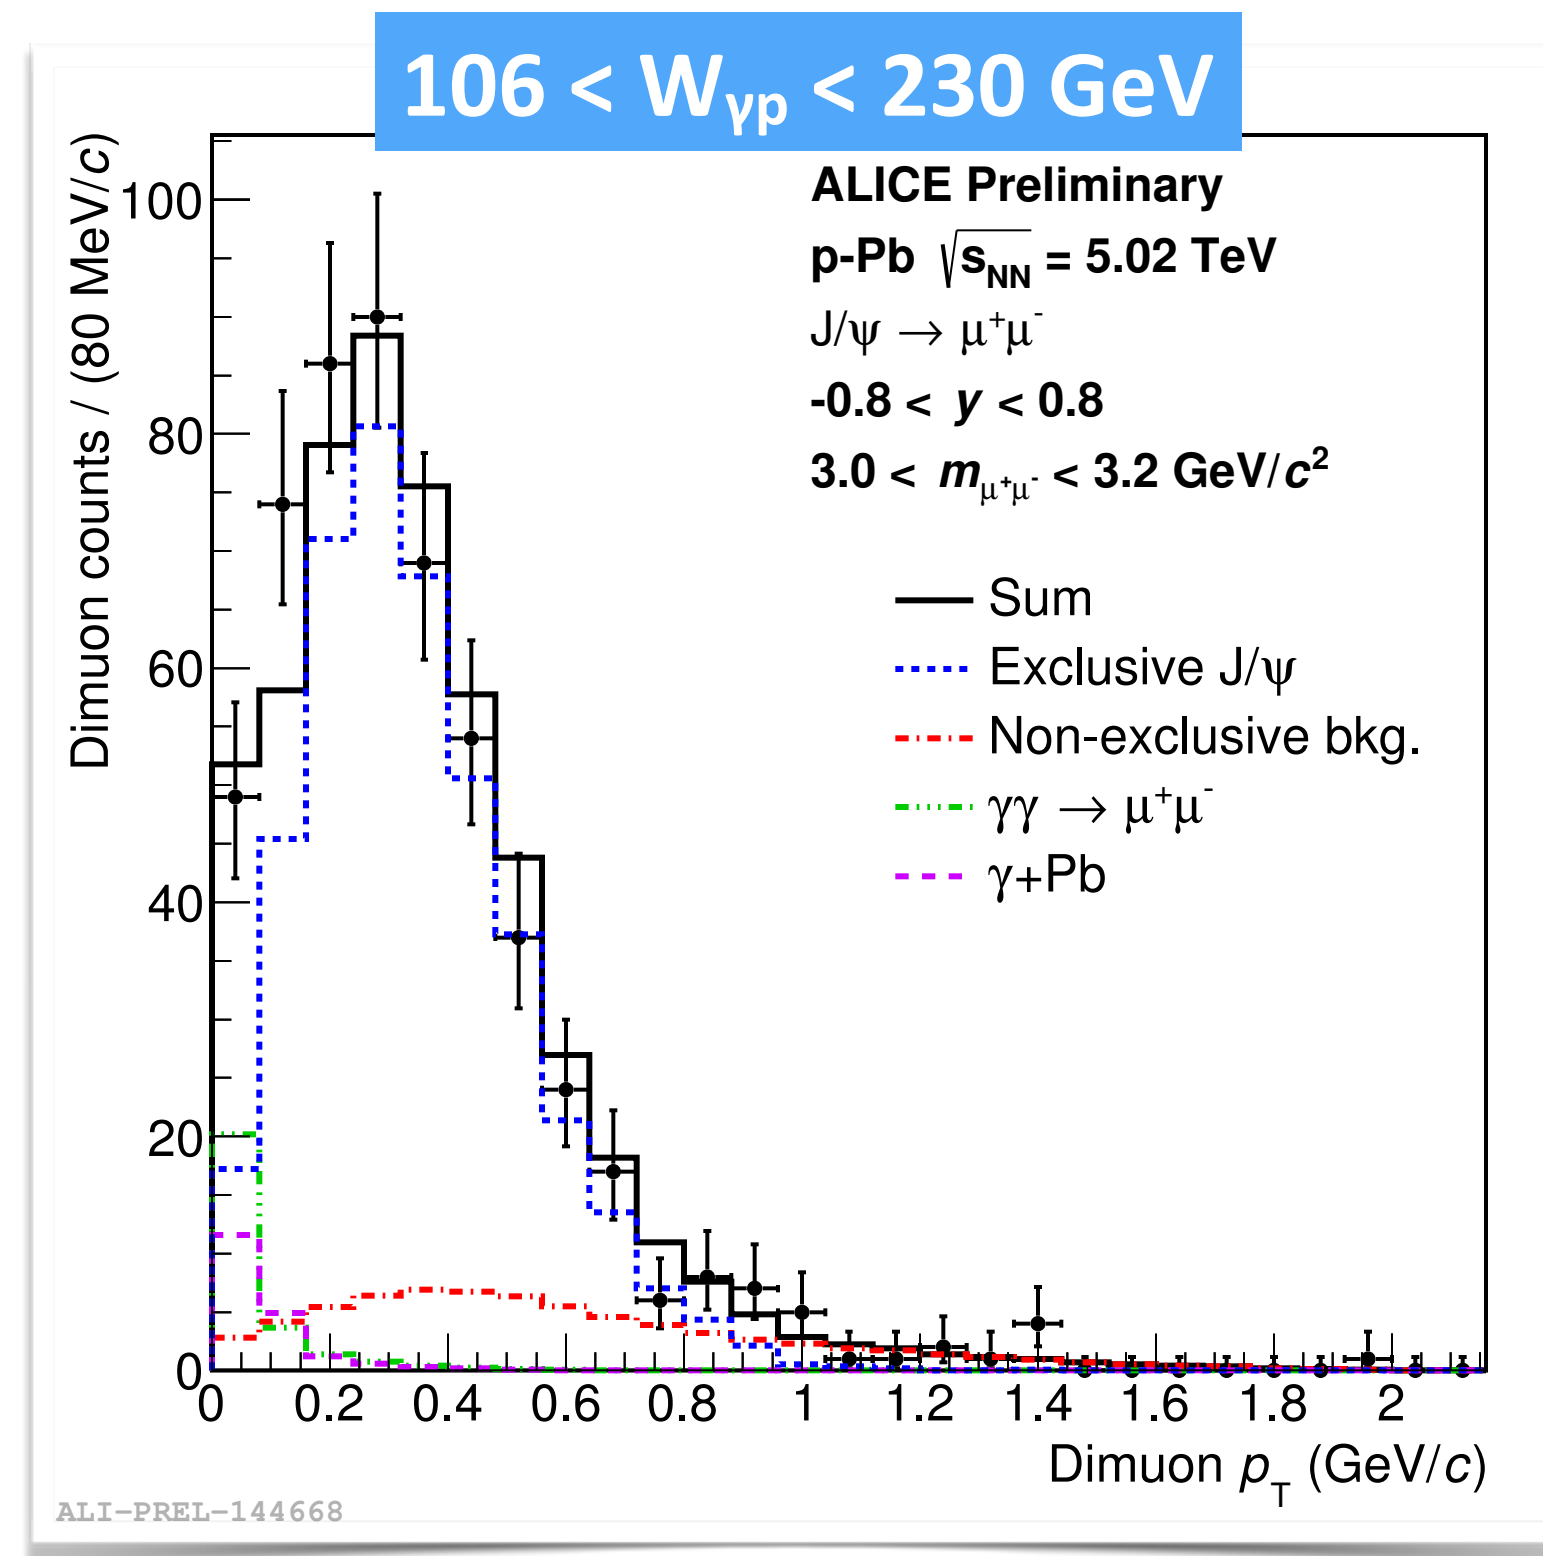 106 < Wγp < 230 GeV
Dimuon counts / (80 MeV/c)
100
80
60
40
20
0
ALICE Preliminary
p-Pb √sNN = 5.02 TeV
J/ψ → μ⁺μ⁻
-0.8 < y < 0.8
3.0 < mμ⁺μ⁻ < 3.2 GeV/c²
Sum
Exclusive J/ψ
Non-exclusive bkg.
γγ → μ⁺μ⁻
γ+Pb
0 0.2 0.4 0.6 0.8 1 1.2 1.4 1.6 1.8 2
Dimuon pT (GeV/c)
ALI-PREL-144668